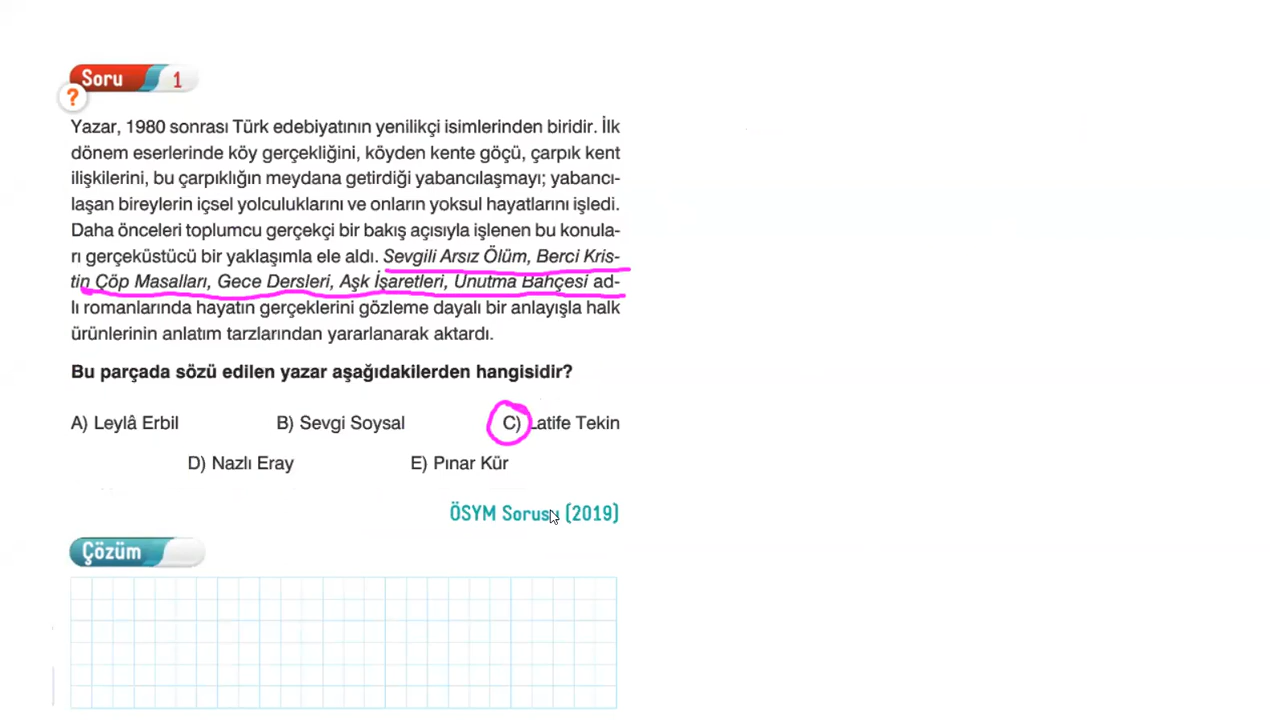 Soru 1
?
Yazar, 1980 sonrası Türk edebiyatının yenilikçi isimlerinden biridir. İlk
dönem eserlerinde köy gerçekliğini, köyden kente göçü, çarpık kent
ilişkilerini, bu çarpıklığın meydana getirdiği yabancılaşmayı; yabancı-
laşan bireylerin içsel yolculuklarını ve onların yoksul hayatlarını işledi.
Daha önceleri toplumcu gerçekçi bir bakış açısıyla işlenen bu konula-
rı gerçeküstücü bir yaklaşımla ele aldı. Sevgili Arsız Ölüm, Berci Kris-
tin Çöp Masalları, Gece Dersleri, Aşk İşaretleri, Unutma Bahçesi ad-
lı romanlarında hayatın gerçeklerini gözleme dayalı bir anlayışla halk
ürünlerinin anlatım tarzlarından yararlanarak aktardı.
Bu parçada sözü edilen yazar aşağıdakilerden hangisidir?
A) Leylâ Erbil B) Sevgi Soysal C) Latife Tekin
D) Nazlı Eray E) Pınar Kür
ÖSYM Sorusu (2019)
Çözüm